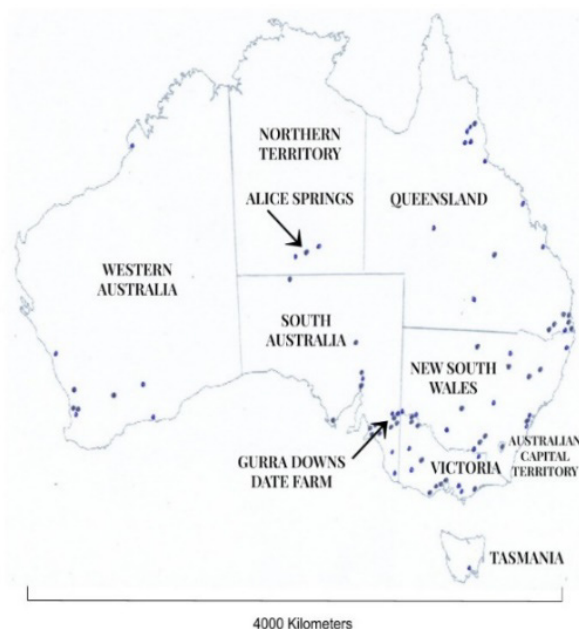 NORTHERN
TERRITORY
ALICE SPRINGS
QUEENSLAND
WESTERN
AUSTRALIA
SOUTH
AUSTRALIA
NEW SOUTH
WALES
GURRA DOWNS
DATE FARM
VICTORIA
AUSTRALIAN
CAPITAL
TERRITORY
TASMANIA
4000 Kilometers